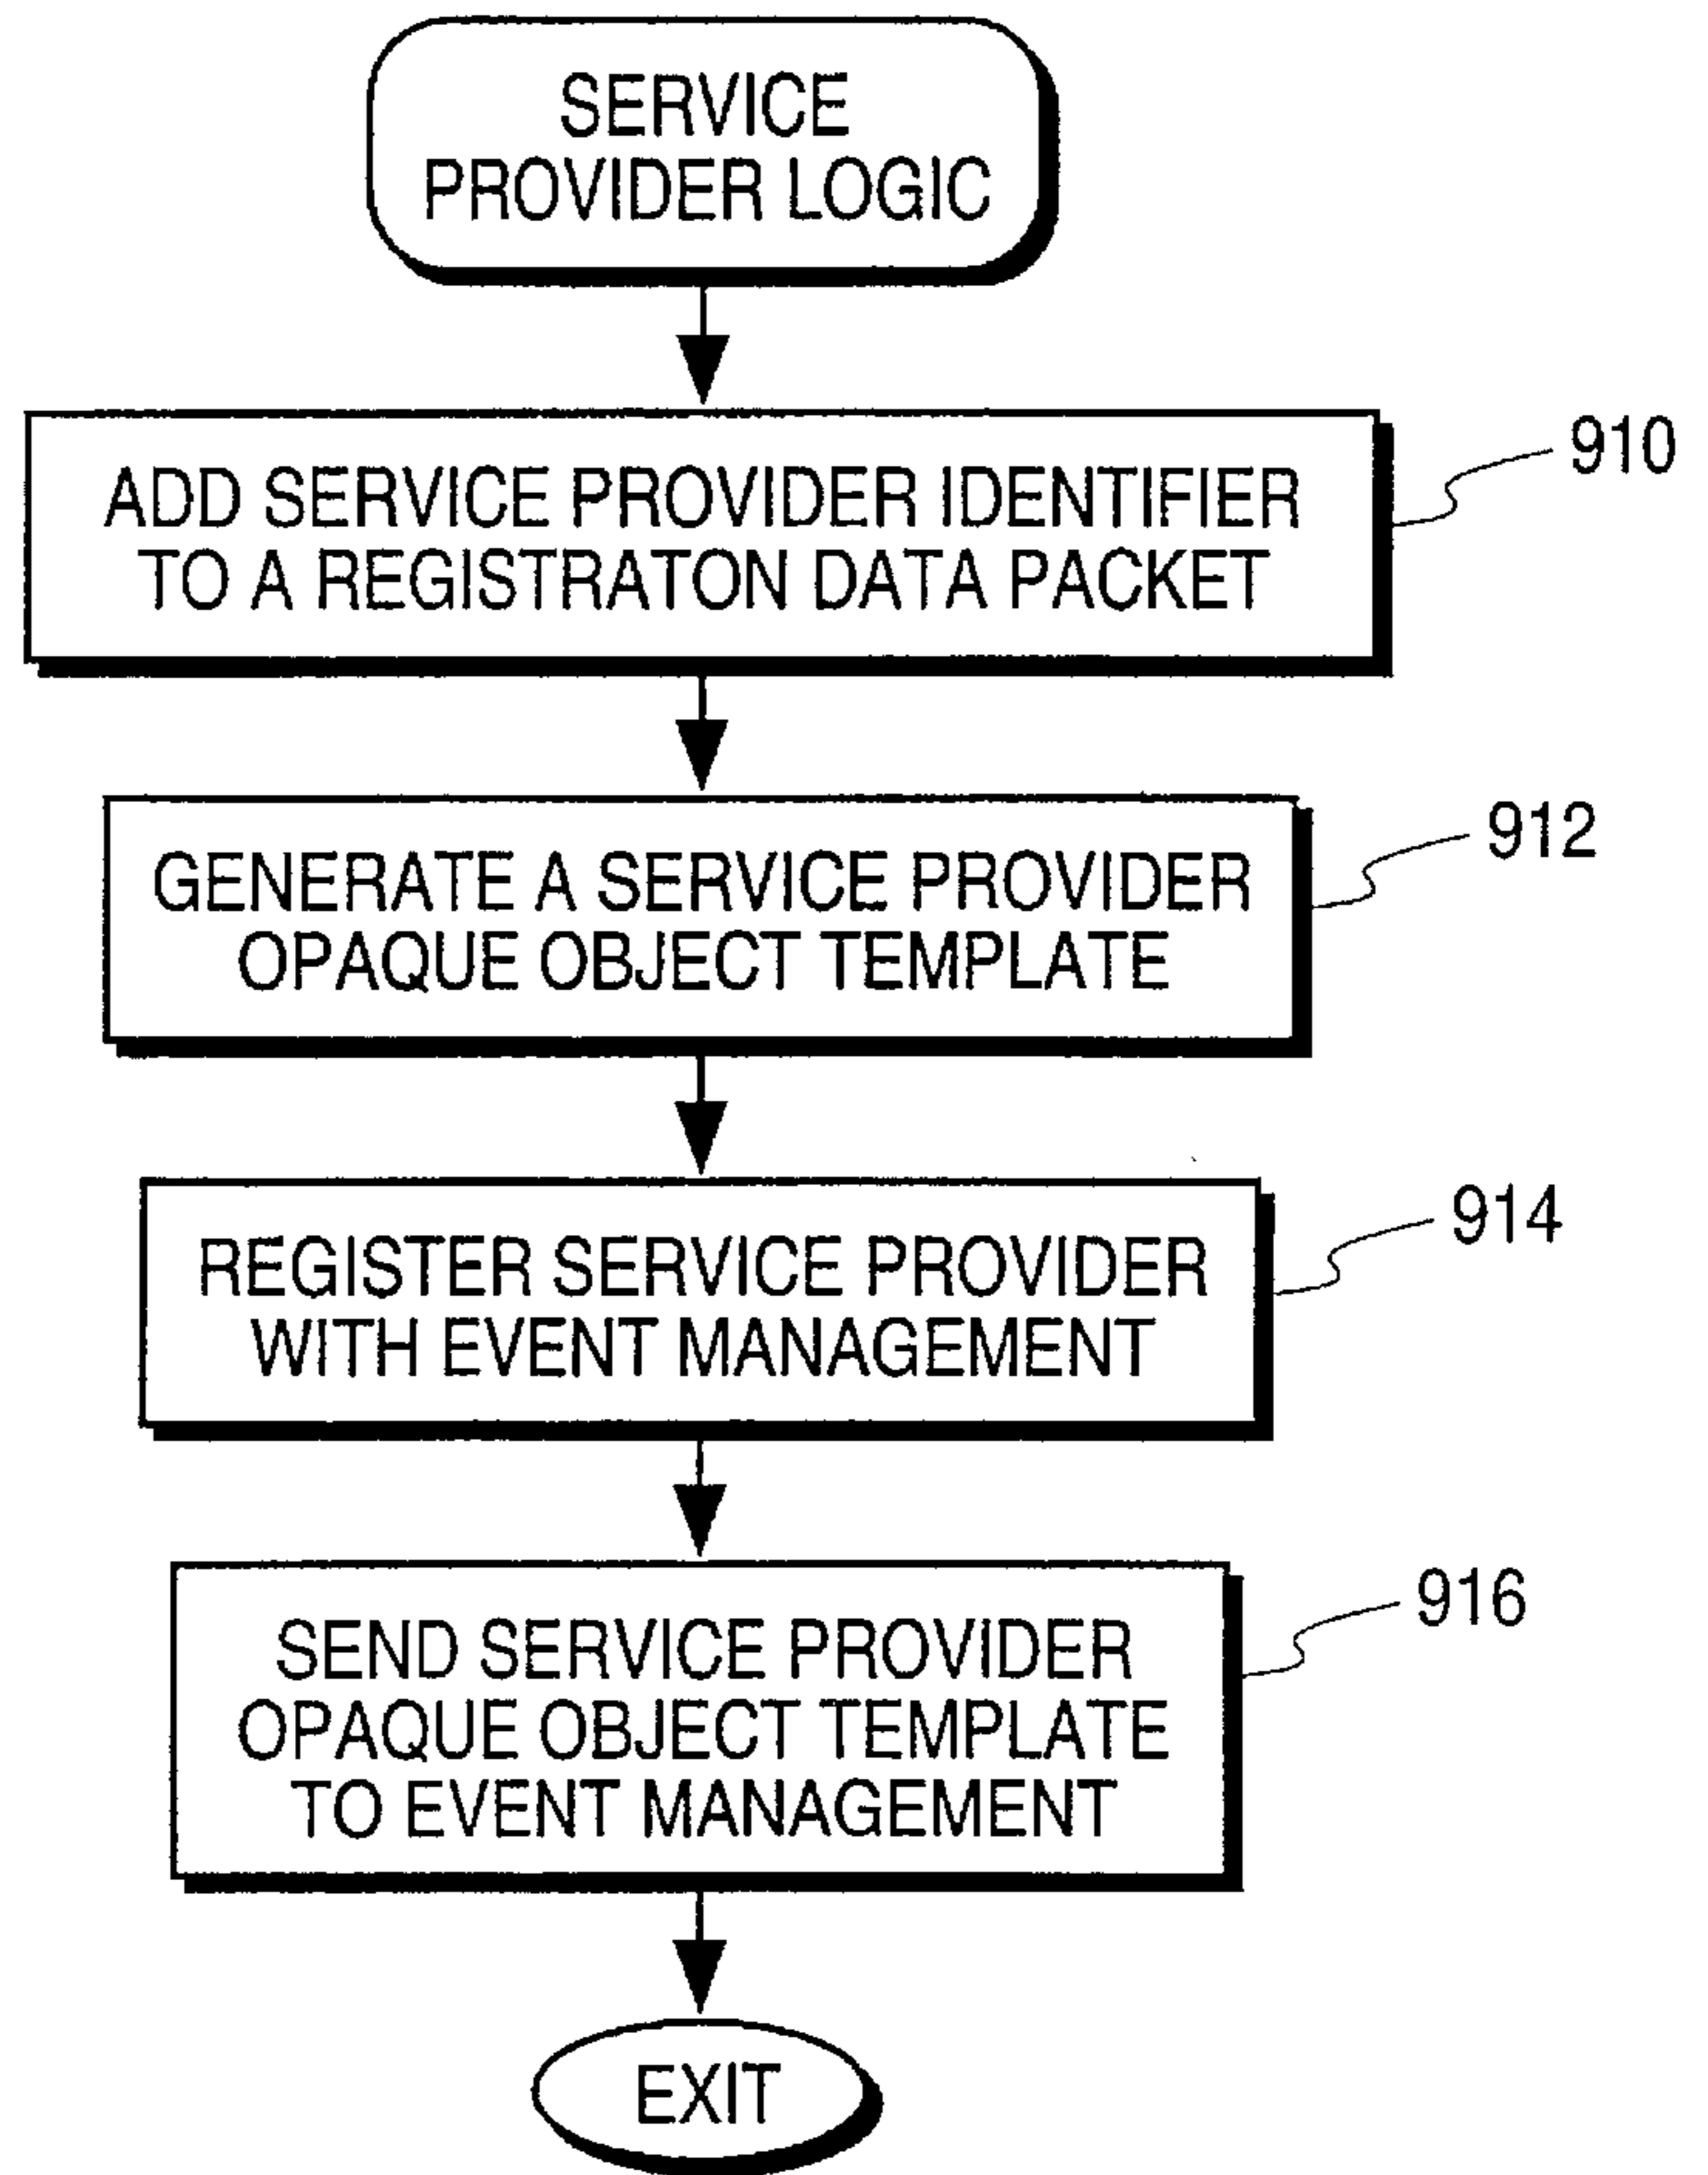 SERVICE
PROVIDER LOGIC
910
ADD SERVICE PROVIDER IDENTIFIER
TO A REGISTRATON DATA PACKET
912
GENERATE A SERVICE PROVIDER
OPAQUE OBJECT TEMPLATE
914
REGISTER SERVICE PROVIDER
WITH EVENT MANAGEMENT
916
SEND SERVICE PROVIDER
OPAQUE OBJECT TEMPLATE
TO EVENT MANAGEMENT
EXIT